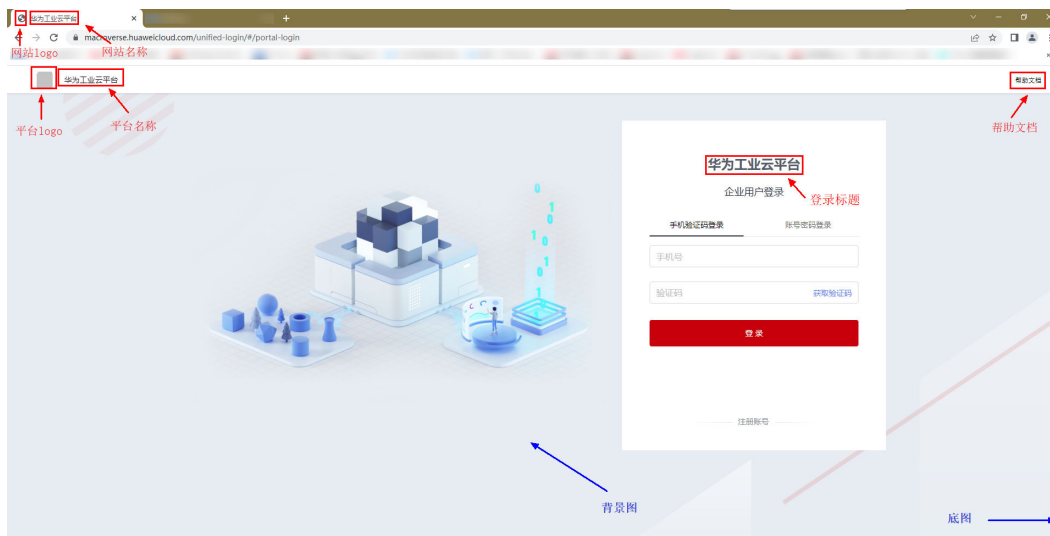 华为工业云平台
网站logo
网站名称
macroverse.huaweicloud.com/unified-login/#/portal-login
华为工业云平台
帮助文档
平台logo
平台名称
帮助文档
华为工业云平台
企业用户登录
登录标题
手机验证码登录
账号密码登录
手机号
验证码
获取验证码
登录
注册账号
背景图
底图